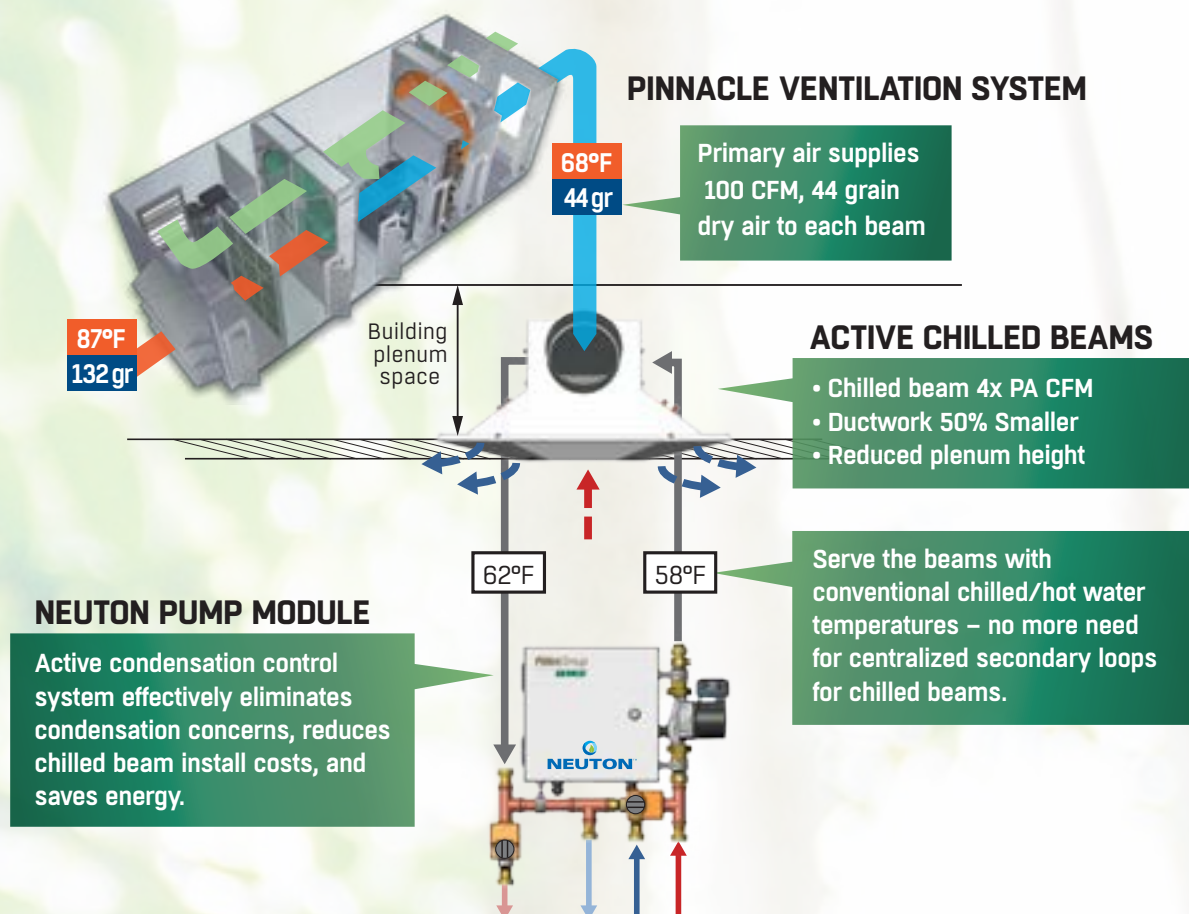 PINNACLE VENTILATION SYSTEM
68°F
44 gr
Primary air supplies
100 CFM, 44 grain
dry air to each beam
87°F
132 gr
Building
plenum
space
ACTIVE CHILLED BEAMS
• Chilled beam 4x PA CFM
• Ductwork 50% Smaller
• Reduced plenum height
62°F
58°F
Serve the beams with
conventional chilled/hot water
temperatures – no more need
for centralized secondary loops
for chilled beams.
NEUTON PUMP MODULE
Active condensation control
system effectively eliminates
condensation concerns, reduces
chilled beam install costs, and
saves energy.
NEUTON